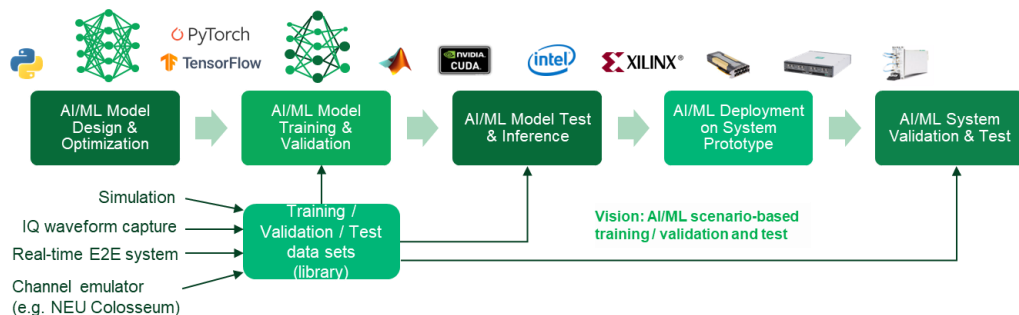 PyTorch
TensorFlow
NVIDIA
CUDA.
intel
XILINX®
AI/ML Model
Design &
Optimization
AI/ML Model
Training &
Validation
AI/ML Model Test
& Inference
AI/ML Deployment
on System
Prototype
AI/ML System
Validation & Test
Simulation
IQ waveform capture
Real-time E2E system
Channel emulator
(e.g. NEU Colosseum)
Training /
Validation / Test
data sets
(library)
Vision: AI/ML scenario-based
training / validation and test